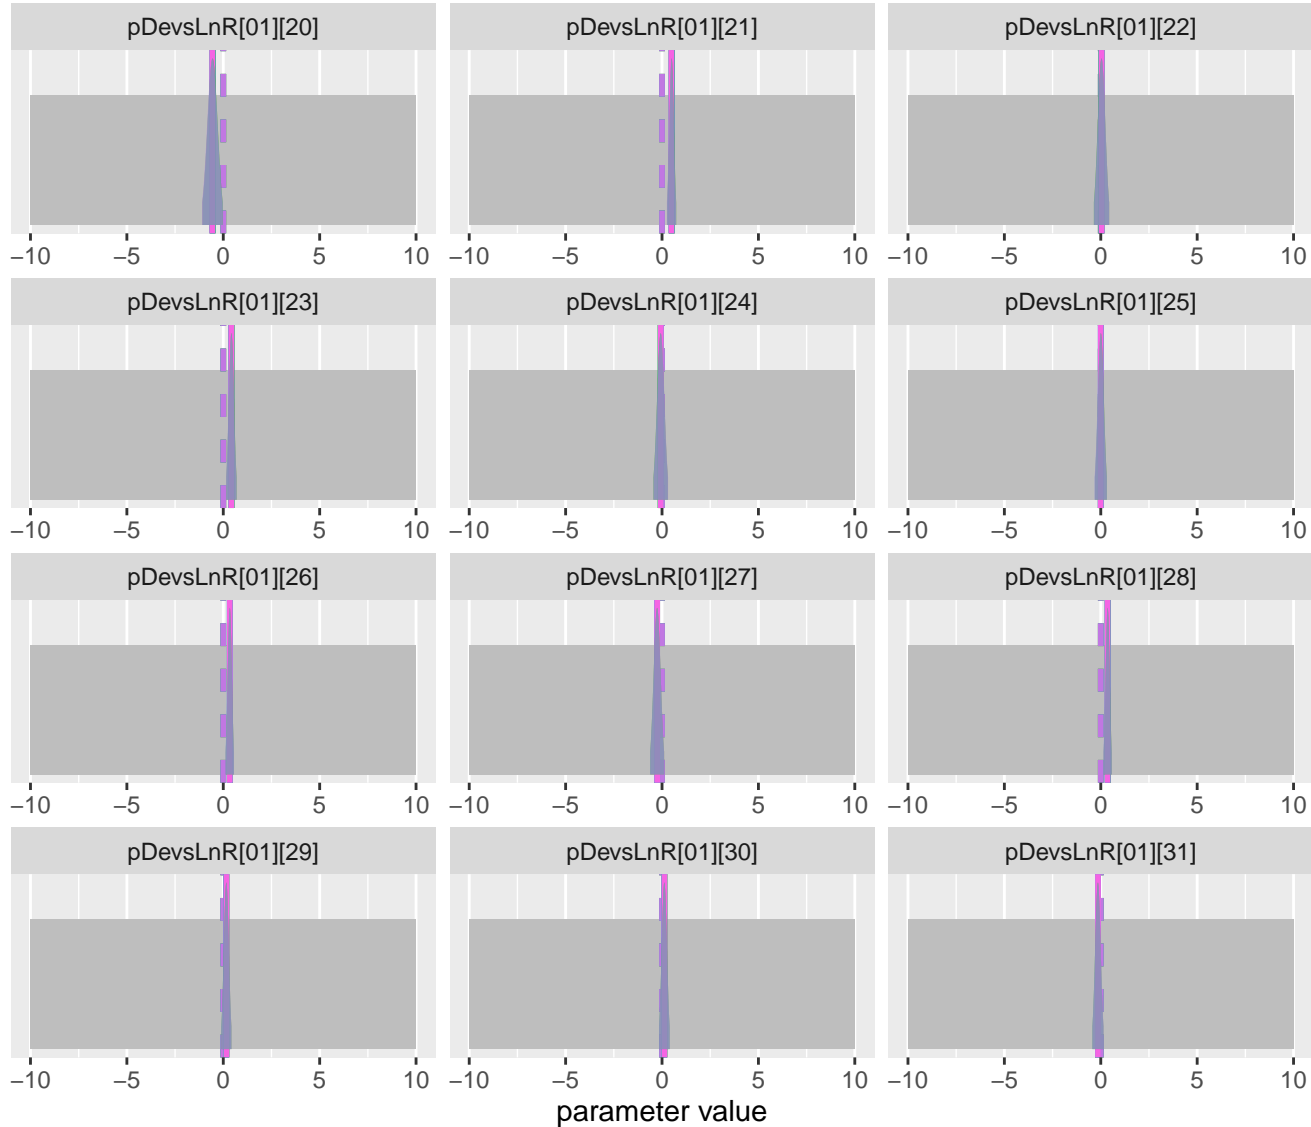 pDevsLnR[01][20] pDevsLnR[01][21] pDevsLnR[01][22]
−10 −5 0 5 10 −10 −5 0 5 10 −10 −5 0 5 10
pDevsLnR[01][23] pDevsLnR[01][24] pDevsLnR[01][25]
−10 −5 0 5 10 −10 −5 0 5 10 −10 −5 0 5 10
pDevsLnR[01][26] pDevsLnR[01][27] pDevsLnR[01][28]
−10 −5 0 5 10 −10 −5 0 5 10 −10 −5 0 5 10
pDevsLnR[01][29] pDevsLnR[01][30] pDevsLnR[01][31]
−10 −5 0 5 10 −10 −5 0 5 10 −10 −5 0 5 10
parameter value